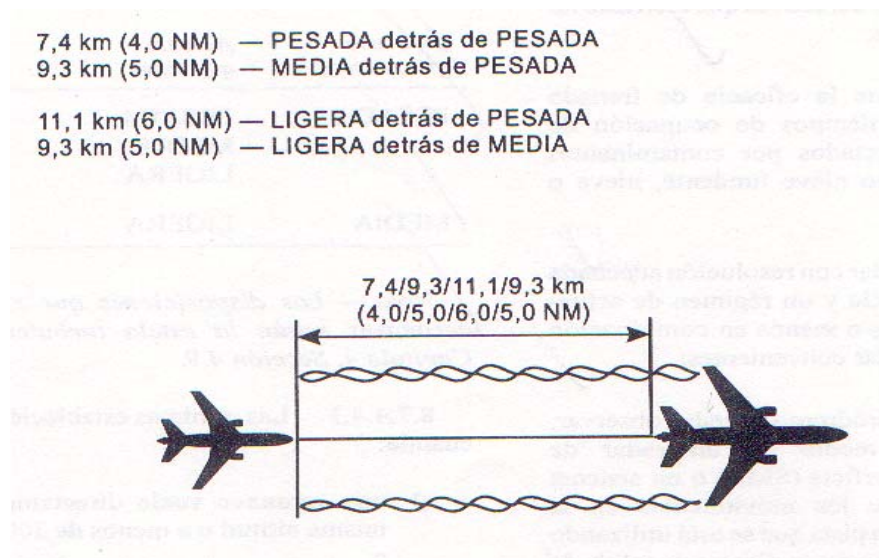 7,4 km (4,0 NM) — PESADA detrás de PESADA
9,3 km (5,0 NM) — MEDIA detrás de PESADA
11,1 km (6,0 NM) — LIGERA detrás de PESADA
9,3 km (5,0 NM) — LIGERA detrás de MEDIA
7,4/9,3/11,1/9,3 km
(4,0/5,0/6,0/5,0 NM)